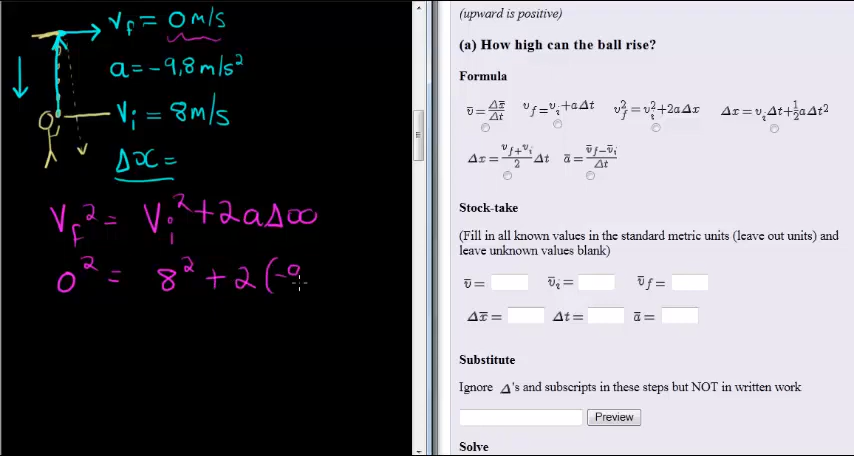 Vf = 0m/s
a = -9,8m/s²
Vi = 8m/s
Δx =
Vf² = Vi² + 2aΔx
0² = 8² + 2(-9
(upward is positive)
(a) How high can the ball rise?
Formula
v̅ = Δx̅/Δt vf = vi + aΔt vf² = vi² + 2aΔx Δx = viΔt + ½aΔt²
Δx = (vf + vi)/2 Δt a̅ = (v̅f − v̅i)/Δt
Stock-take
(Fill in all known values in the standard metric units (leave out units) and
leave unknown values blank)
v̅ = v̅i = v̅f =
Δx̅ = Δt = a̅ =
Substitute
Ignore Δ's and subscripts in these steps but NOT in written work
Preview
Solve